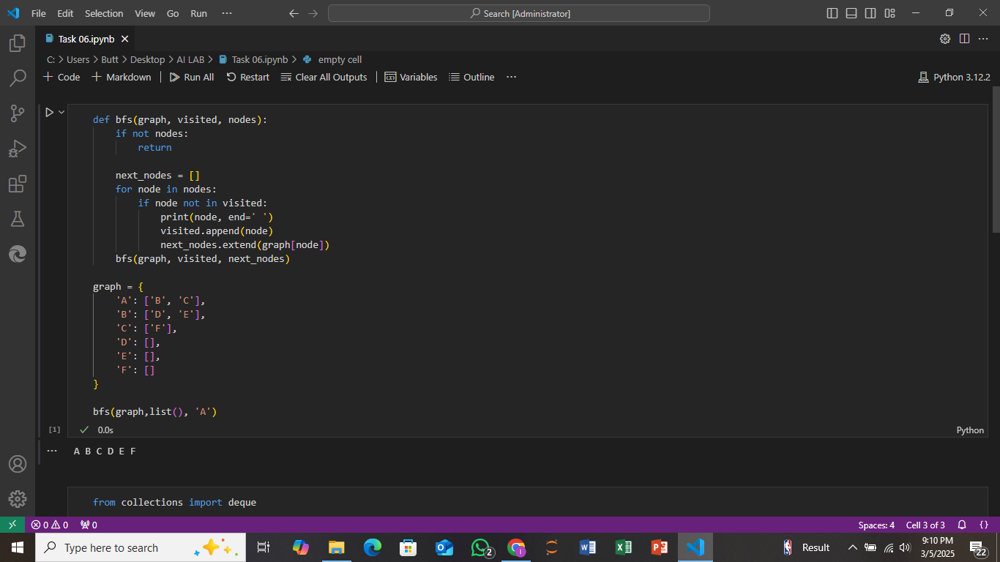 File Edit Selection View Go Run ··· Search [Administrator]
Task 06.ipynb
C: > Users > Butt > Desktop > AI LAB > Task 06.ipynb > empty cell
+ Code + Markdown | Run All Restart Clear All Outputs | Variables Outline ··· Python 3.12.2
def bfs(graph, visited, nodes):
    if not nodes:
        return
    next_nodes = []
    for node in nodes:
        if node not in visited:
            print(node, end=' ')
            visited.append(node)
            next_nodes.extend(graph[node])
    bfs(graph, visited, next_nodes)
graph = {
    'A': ['B', 'C'],
    'B': ['D', 'E'],
    'C': ['F'],
    'D': [],
    'E': [],
    'F': []
}
bfs(graph,list(), 'A')
[1] 0.0s Python
··· A B C D E F
from collections import deque
0 0 0 Spaces: 4 Cell 3 of 3 {}
Type here to search 2 Result 9:10 PM
3/5/2025 22